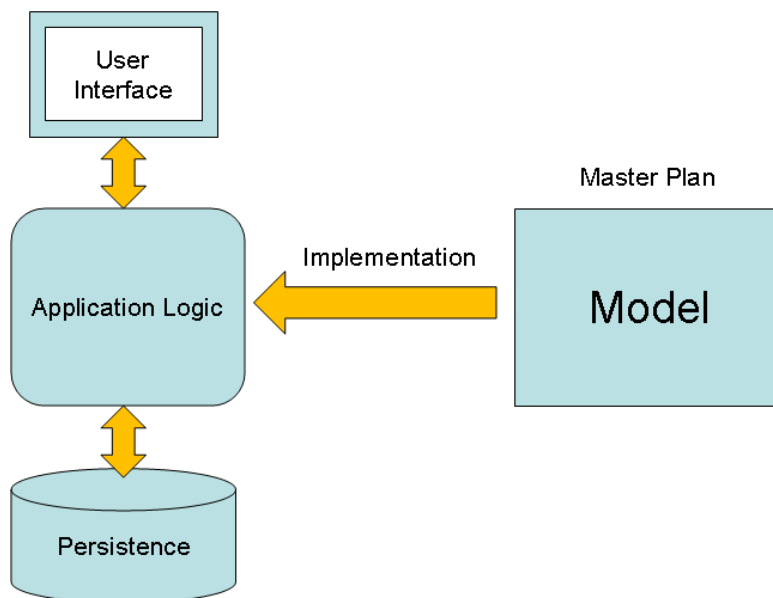 User
Interface
Master Plan
Implementation
Application Logic
Model
Persistence